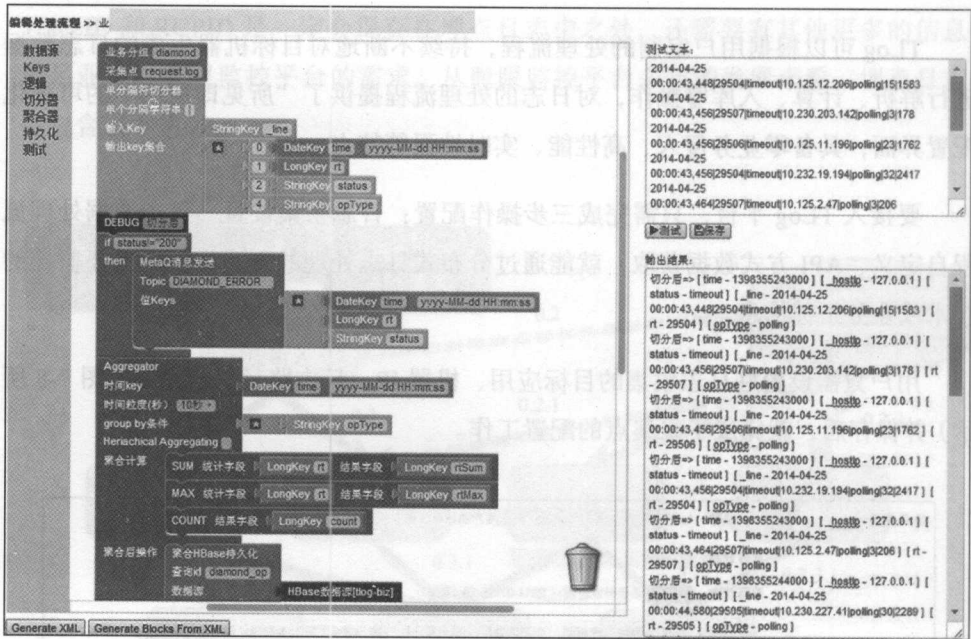 编辑处理流程 >> 业
数据源
Keys
逻辑
切分器
聚合器
持久化
测试
业务分组 diamond
采集点 request.log
单分隔符切分器
单个分隔字符串 ||
输入Key StringKey _line
输出key集合 0 DateKey time yyyy-MM-dd HH:mm:ss
1 LongKey rt
2 StringKey status
4 StringKey opType
DEBUG 切分后
if status!="200"
then MetaQ消息发送
Topic DIAMOND_ERROR
值Keys DateKey time yyyy-MM-dd HH:mm:ss
LongKey rt
StringKey status
Aggregator
时间key DateKey time yyyy-MM-dd HH:mm:ss
时间粒度(秒) 10秒
group by条件 StringKey opType
Heriachical Aggregating
聚合计算 SUM 统计字段 LongKey rt 结果字段 LongKey rtSum
MAX 统计字段 LongKey rt 结果字段 LongKey rtMax
COUNT 结果字段 LongKey count
聚合后操作 聚合HBase持久化
查询id diamond_op
数据源 HBase数据源[tlog-biz]
Generate XML Generate Blocks From XML
测试文本:
2014-04-25
00:00:43,448|29504|timeout|10.125.12.206|polling|15|1583
2014-04-25
00:00:43,456|29507|timeout|10.230.203.142|polling|3|178
2014-04-25
00:00:43,456|29506|timeout|10.125.11.196|polling|23|1762
2014-04-25
00:00:43,456|29504|timeout|10.232.19.194|polling|32|2417
2014-04-25
00:00:43,464|29507|timeout|10.125.2.47|polling|3|206
测试 保存
输出结果:
切分后=> [ time - 1398355243000 ] [ _hostIp - 127.0.0.1 ] [
status - timeout ] [ _line - 2014-04-25
00:00:43,448|29504|timeout|10.125.12.206|polling|15|1583 ] [
rt - 29504 ] [ opType - polling ]
切分后=> [ time - 1398355243000 ] [ _hostIp - 127.0.0.1 ] [
status - timeout ] [ _line - 2014-04-25
00:00:43,456|29507|timeout|10.230.203.142|polling|3|178 ] [ rt
- 29507 ] [ opType - polling ]
切分后=> [ time - 1398355243000 ] [ _hostIp - 127.0.0.1 ] [
status - timeout ] [ _line - 2014-04-25
00:00:43,456|29506|timeout|10.125.11.196|polling|23|1762 ] [
rt - 29506 ] [ opType - polling ]
切分后=> [ time - 1398355243000 ] [ _hostIp - 127.0.0.1 ] [
status - timeout ] [ _line - 2014-04-25
00:00:43,456|29504|timeout|10.232.19.194|polling|32|2417 ] [
rt - 29504 ] [ opType - polling ]
切分后=> [ time - 1398355243000 ] [ _hostIp - 127.0.0.1 ] [
status - timeout ] [ _line - 2014-04-25
00:00:43,464|29507|timeout|10.125.2.47|polling|3|206 ] [ rt -
29507 ] [ opType - polling ]
切分后=> [ time - 1398355244000 ] [ _hostIp - 127.0.0.1 ] [
status - timeout ] [ _line - 2014-04-25
00:00:44,580|29505|timeout|10.230.227.41|polling|30|2289 ] [
rt - 29505 ] [ opType - polling ]